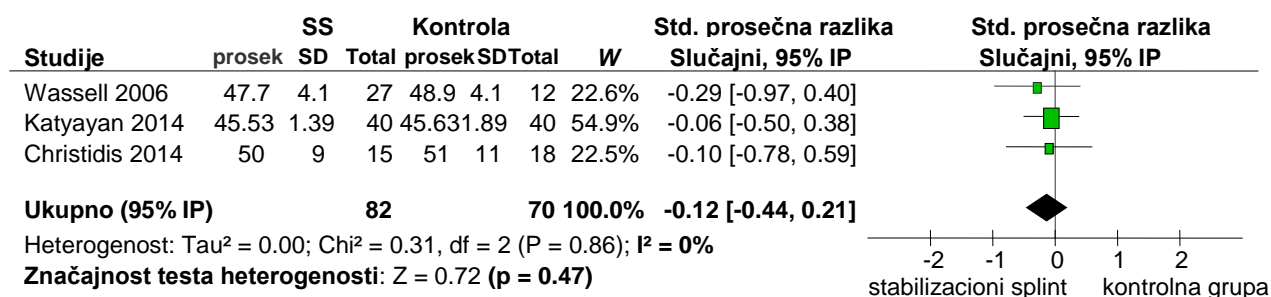 SS Kontrola Std. prosečna razlika Std. prosečna razlika
Studije prosek SD Total prosek SD Total W Slučajni, 95% IP Slučajni, 95% IP
Wassell 2006 47.7 4.1 27 48.9 4.1 12 22.6% -0.29 [-0.97, 0.40]
Katyayan 2014 45.53 1.39 40 45.63 1.89 40 54.9% -0.06 [-0.50, 0.38]
Christidis 2014 50 9 15 51 11 18 22.5% -0.10 [-0.78, 0.59]
Ukupno (95% IP) 82 70 100.0% -0.12 [-0.44, 0.21]
Heterogenost: Tau² = 0.00; Chi² = 0.31, df = 2 (P = 0.86); I² = 0%
-2 -1 0 1 2
Značajnost testa heterogenosti: Z = 0.72 (p = 0.47)
stabilizacioni splint kontrolna grupa